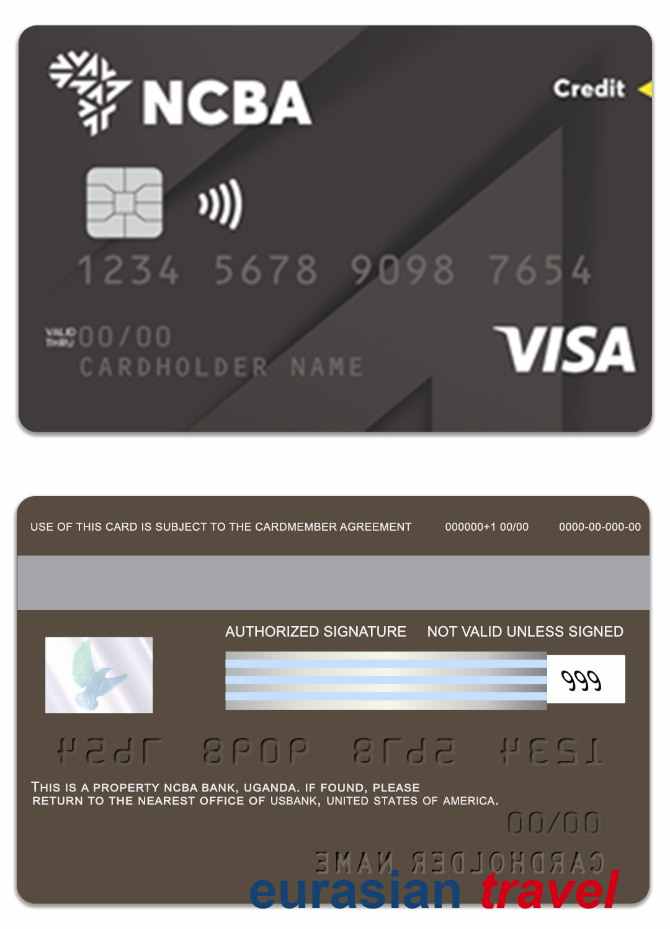 NCBA
Credit
1234 5678 9098 7654
VALID THRU 00/00
CARDHOLDER NAME
VISA
USE OF THIS CARD IS SUBJECT TO THE CARDMEMBER AGREEMENT 000000+1 00/00 0000-00-000-00
AUTHORIZED SIGNATURE NOT VALID UNLESS SIGNED
999
1234 5678 9098 7654
THIS IS A PROPERTY NCBA BANK, UGANDA. IF FOUND, PLEASE
RETURN TO THE NEAREST OFFICE OF USBANK, UNITED STATES OF AMERICA.
00/00
CARDHOLDER NAME
eurasian travel